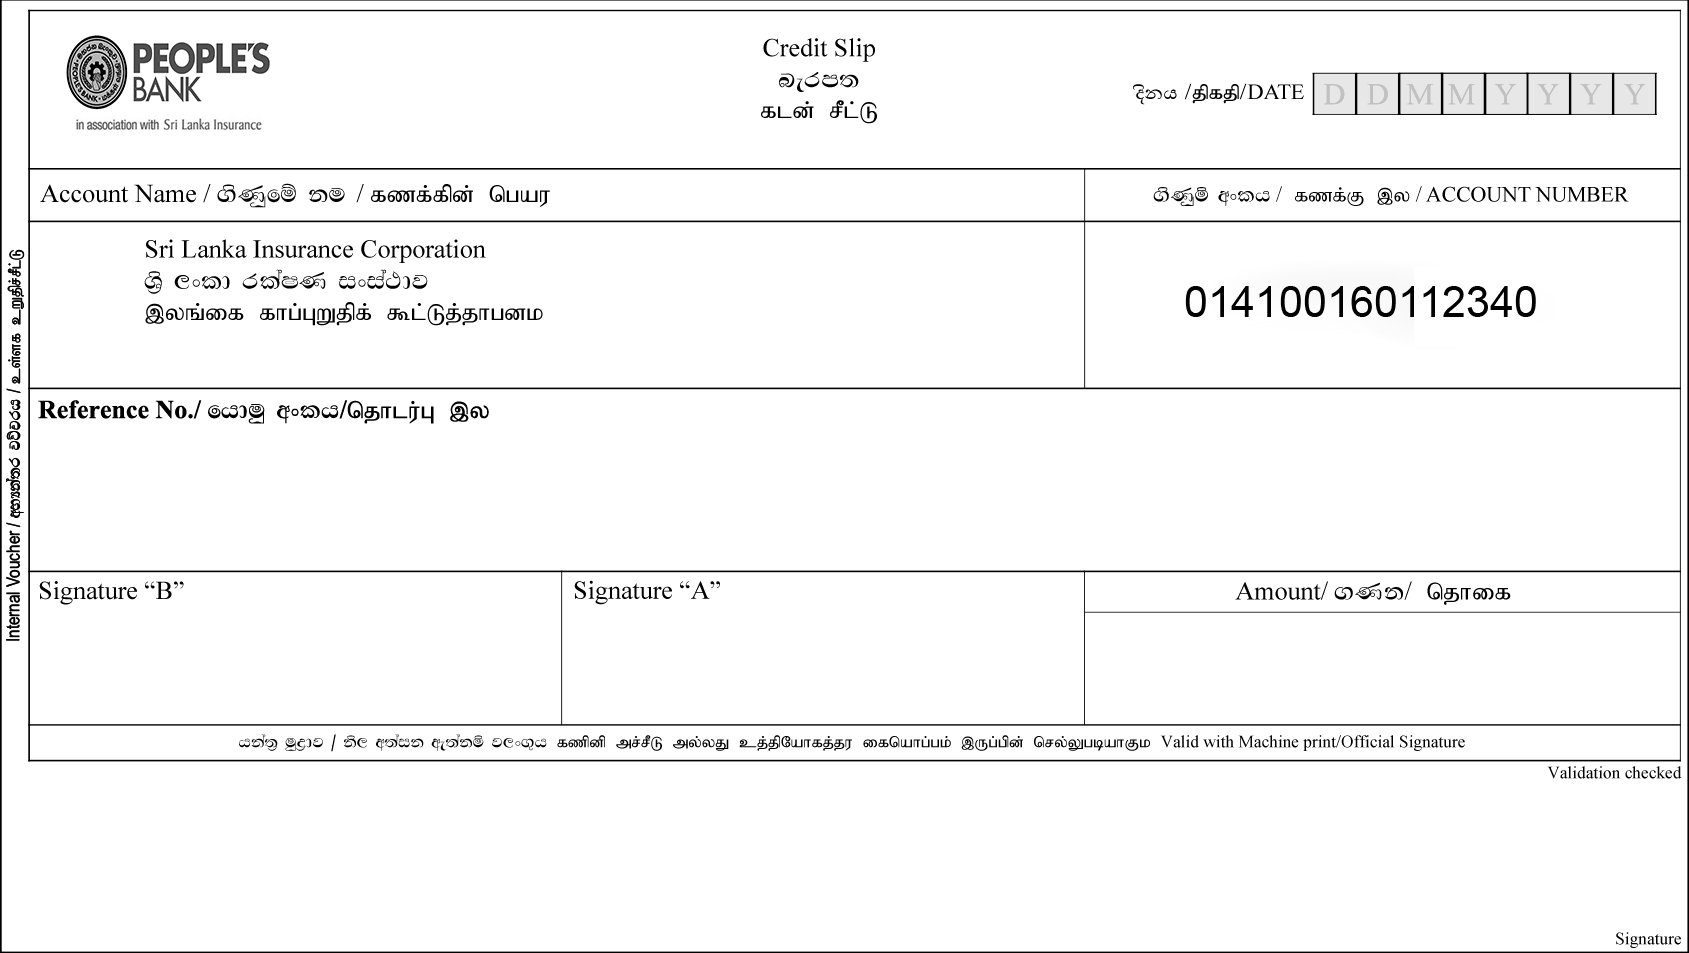 PEOPLE'S
BANK
in association with Sri Lanka Insurance
Credit Slip
බැරපත
கடன் சீட்டு
දිනය /திகதி/DATE D D M M Y Y Y Y
Account Name / ගිණුමේ නම / கணக்கின் பெயர
ගිණුම් අංකය / கணக்கு இல / ACCOUNT NUMBER
Sri Lanka Insurance Corporation
ශ්‍රි ලංකා රක්ෂණ සංස්ථාව
இலங்கை காப்புறுதிக் கூட்டுத்தாபனம
014100160112340
Reference No./ යොමු අංකය/தொடர்பு இல
Signature “B”
Signature “A”
Amount/ ගණන/ தொகை
යන්ත්‍ර මුද්‍රාව / නිල අත්සන ඇත්නම් වලංගුය கணினி அச்சீடு அல்லது உத்தியோகத்தர கையொப்பம் இருப்பின் செல்லுபடியாகும Valid with Machine print/Official Signature
Validation checked
Signature
Internal Voucher / අභ්‍යන්තර වව්චරය / உள்ளக உறுதிச்சீட்டு